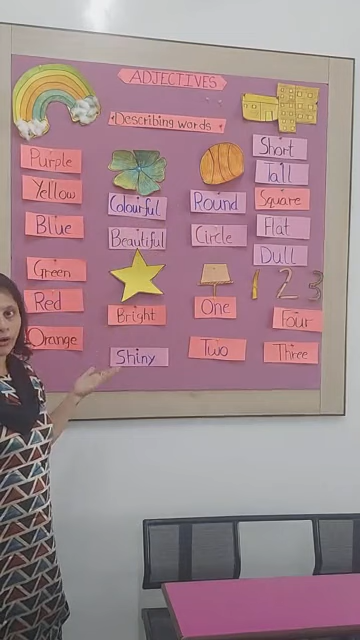 ADJECTIVES
Describing words
Purple
Yellow
Blue
Green
Red
Orange
Colourful
Beautiful
Bright
Shiny
Round
Circle
One
Two
Short
Tall
Square
Flat
Dull
1 2 3
Four
Three